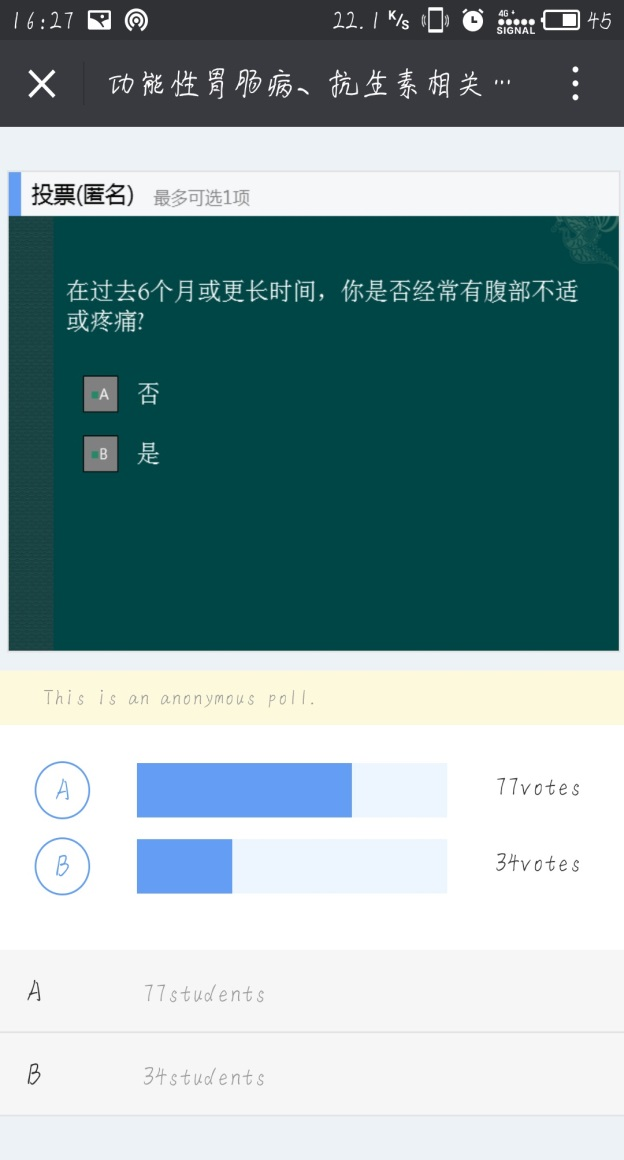 16:27 22.1 K/s 4G+ SIGNAL 45
功能性胃肠病、抗生素相关…
投票(匿名) 最多可选1项
在过去6个月或更长时间，你是否经常有腹部不适
或疼痛?
A 否
B 是
This is an anonymous poll.
A 77votes
B 34votes
A 77students
B 34students